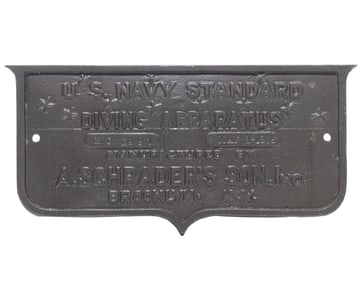 U.S. NAVY STANDARD
DIVING APPARATUS
MANUFACTURED BY
A. SCHRADER'S SON, INC.
BROOKLYN, N.Y.